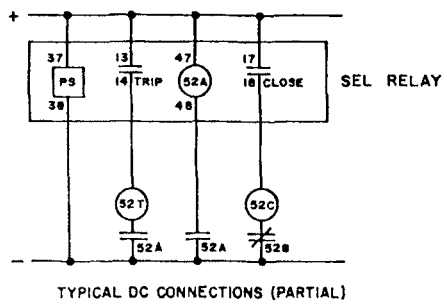 +
37 13 47 17
PS 14 TRIP 52A 18 CLOSE SEL RELAY
38 48
52T 52C
52A 52A 52B
−
TYPICAL DC CONNECTIONS (PARTIAL)